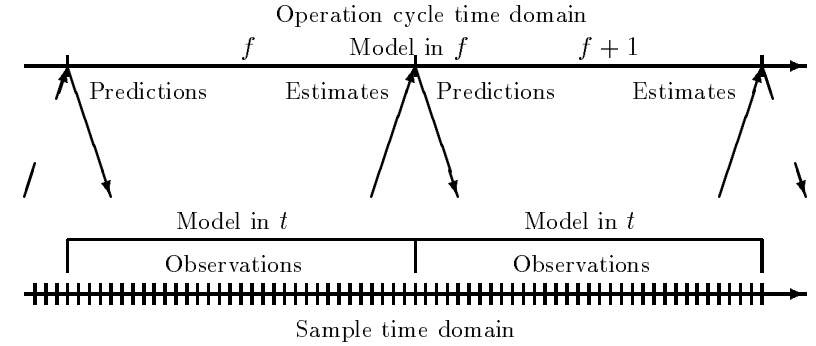 Operation cycle time domain
f Model in f f + 1
Predictions Estimates Predictions Estimates
Model in t Model in t
Observations Observations
Sample time domain